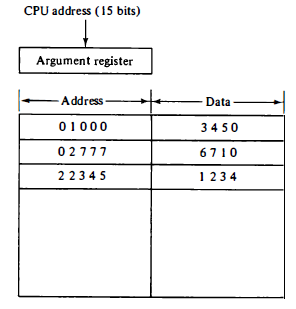 CPU address (15 bits)
Argument register
Address Data
0 1 0 0 0 3 4 5 0
0 2 7 7 7 6 7 1 0
2 2 3 4 5 1 2 3 4